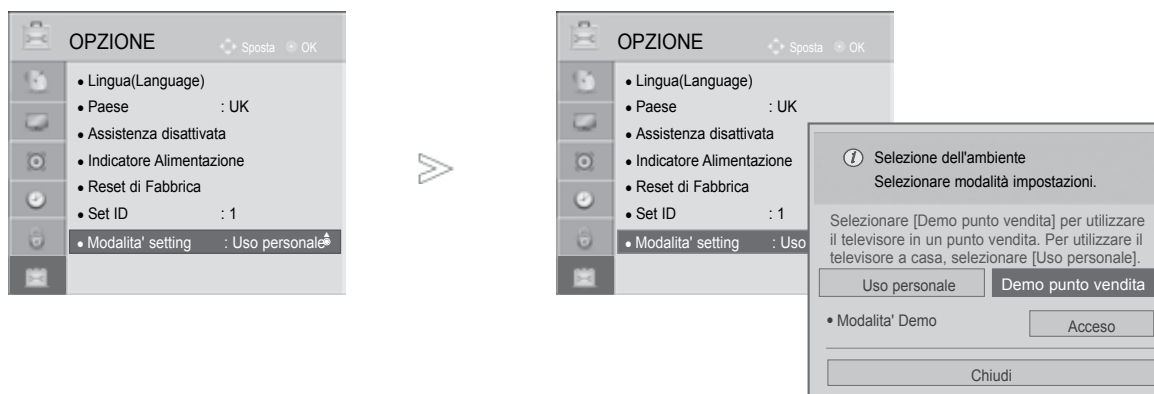 OPZIONE
Sposta OK
• Lingua(Language)
• Paese : UK
• Assistenza disattivata
• Indicatore Alimentazione
• Reset di Fabbrica
• Set ID : 1
• Modalita' setting : Uso personale
OPZIONE
Sposta OK
• Lingua(Language)
• Paese : UK
• Assistenza disattivata
• Indicatore Alimentazione
• Reset di Fabbrica
• Set ID : 1
• Modalita' setting : Uso
i Selezione dell'ambiente
Selezionare modalità impostazioni.
Selezionare [Demo punto vendita] per utilizzare
il televisore in un punto vendita. Per utilizzare il
televisore a casa, selezionare [Uso personale].
Uso personale Demo punto vendita
• Modalita' Demo Acceso
Chiudi